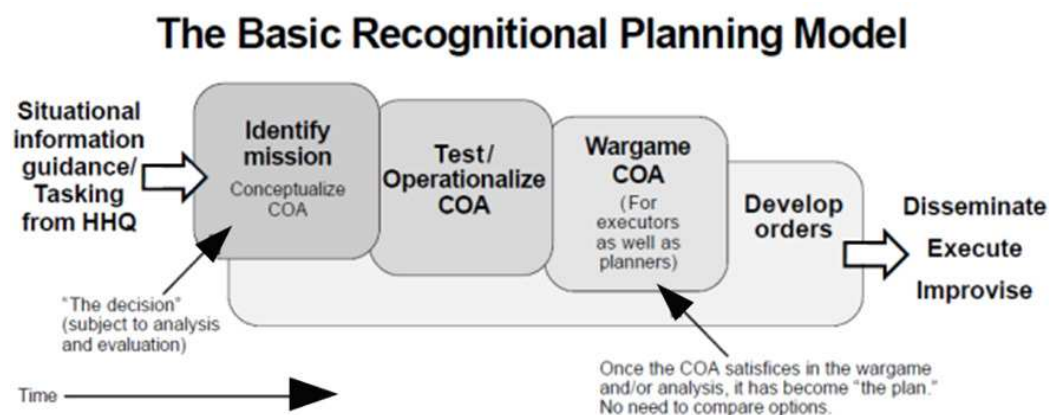 The Basic Recognitional Planning Model
Situational
information
guidance/
Tasking
from HHQ
Identify
mission
Conceptualize
COA
Test/
Operationalize
COA
Wargame
COA
(For
executors
as well as
planners)
Develop
orders
Disseminate
Execute
Improvise
"The decision"
(subject to analysis
and evaluation)
Once the COA satisfices in the wargame
and/or analysis, it has become "the plan."
No need to compare options.
Time